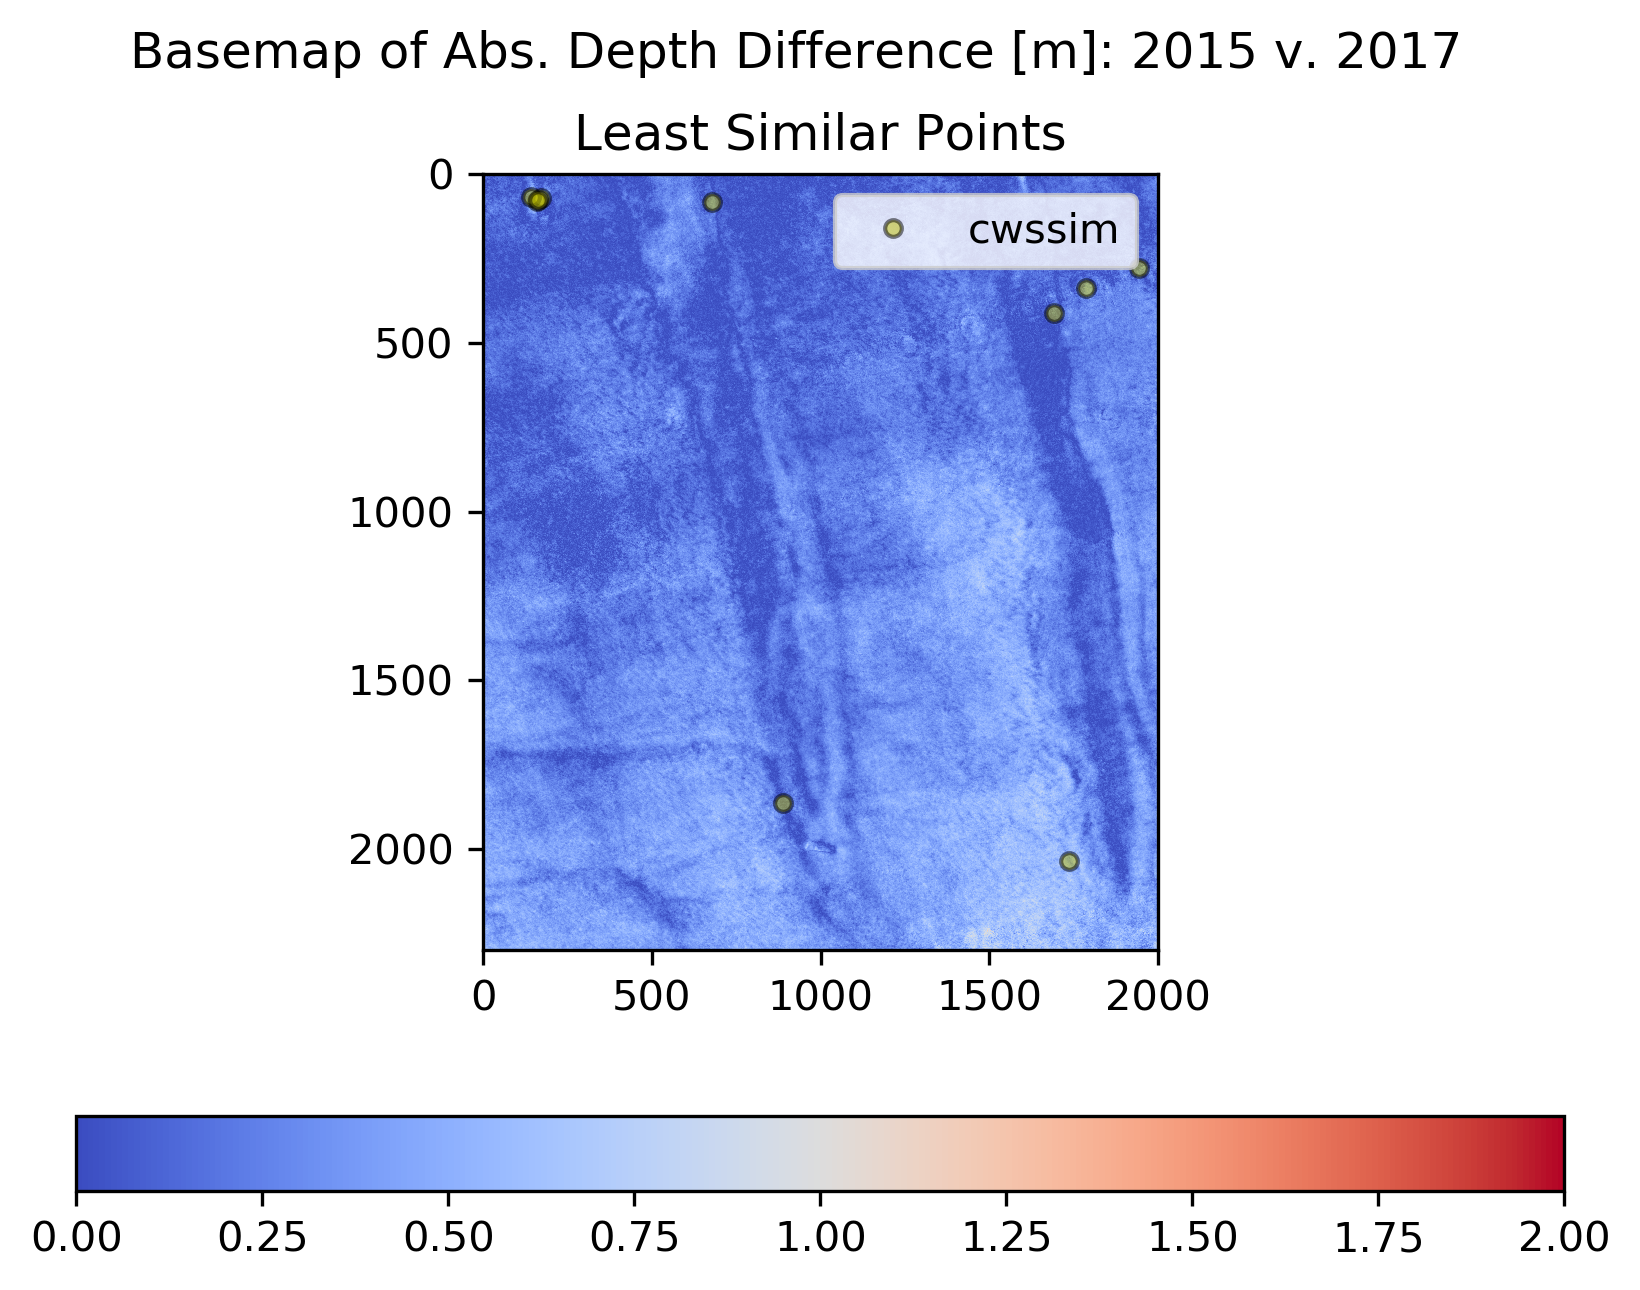 Basemap of Abs. Depth Difference [m]: 2015 v. 2017
Least Similar Points
cwssim
0
500
1000
1500
2000
0 500 1000 1500 2000
0.00 0.25 0.50 0.75 1.00 1.25 1.50 1.75 2.00